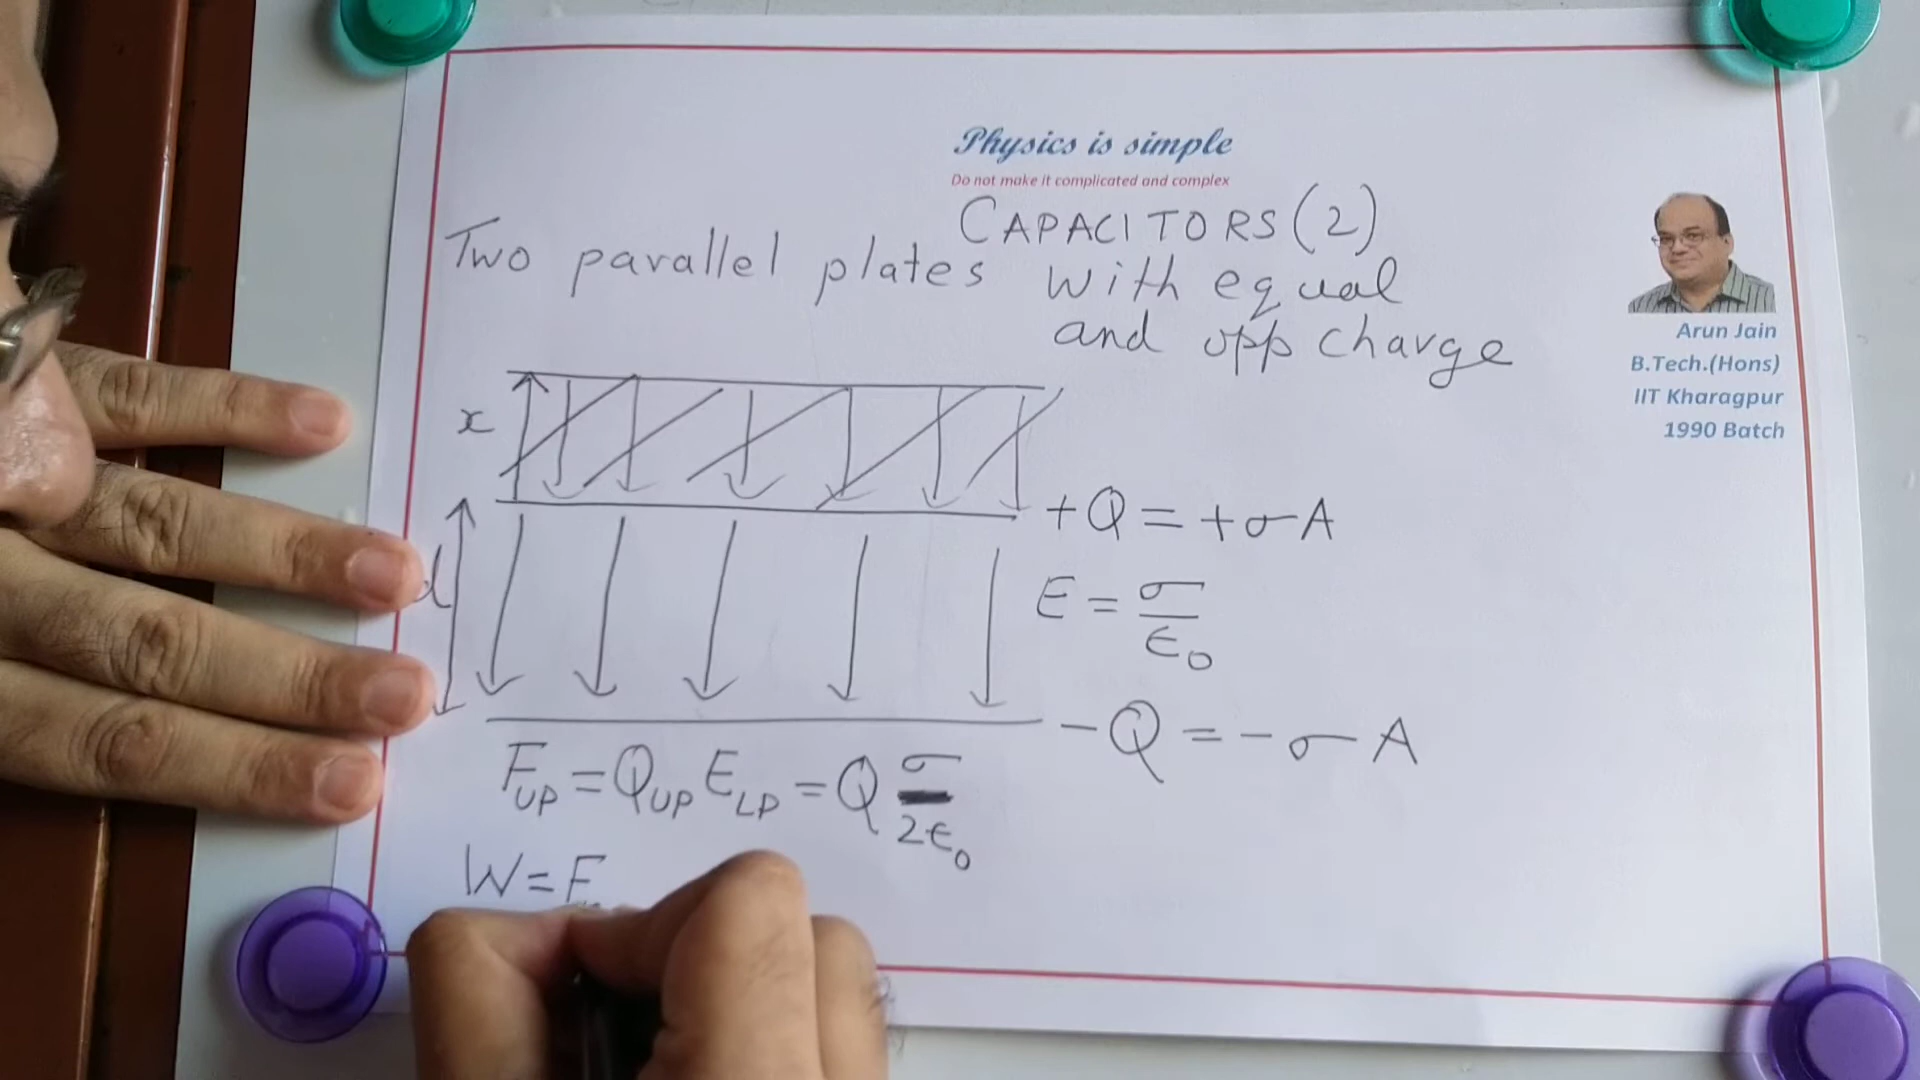 Physics is simple
Do not make it complicated and complex
CAPACITORS (2)
Two parallel plates with equal
and opp charge
Arun Jain
B.Tech.(Hons)
IIT Kharagpur
1990 Batch
x
+Q = +σA
d
E = σ/ε₀
-Q = -σA
F_UP = Q_UP E_LP = Q σ/2ε₀
W = F